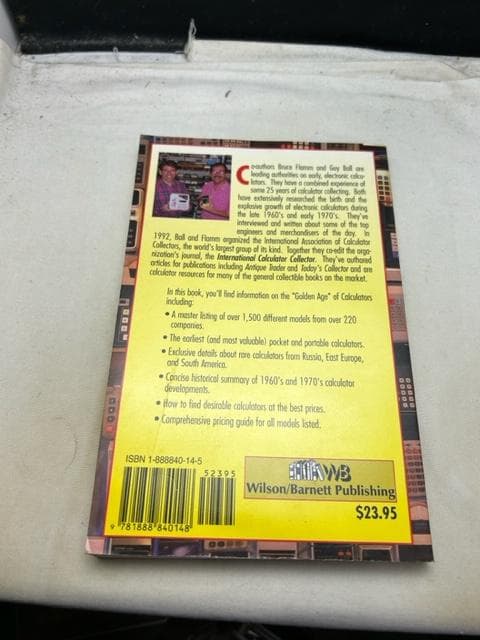 Co-authors Bruce Flamm and Guy Ball are
leading authorities on early, electronic calcu-
lators. They have a combined experience of
some 25 years of calculator collecting. Both
have extensively researched the birth and the
explosive growth of electronic calculators during
the late 1960's and early 1970's. They've
interviewed and written about some of the top
engineers and merchandisers of the day. In
1992, Ball and Flamm organized the International Association of Calculator
Collectors, the world's largest group of its kind. Together they co-edit the orga-
nization's journal, the International Calculator Collector. They've authored
articles for publications including Antique Trader and Today's Collector and are
calculator resources for many of the general collectible books on the market.
In this book, you'll find information on the "Golden Age" of Calculators
including:
• A master listing of over 1,500 different models from over 220
companies.
• The earliest (and most valuable) pocket and portable calculators.
• Exclusive details about rare calculators from Russia, East Europe,
and South America.
• Concise historical summary of 1960's and 1970's calculator
developments.
• How to find desirable calculators at the best prices.
• Comprehensive pricing guide for all models listed.
ISBN 1-888840-14-5
52395
9 781888 840148
WB
Wilson/Barnett Publishing
$23.95